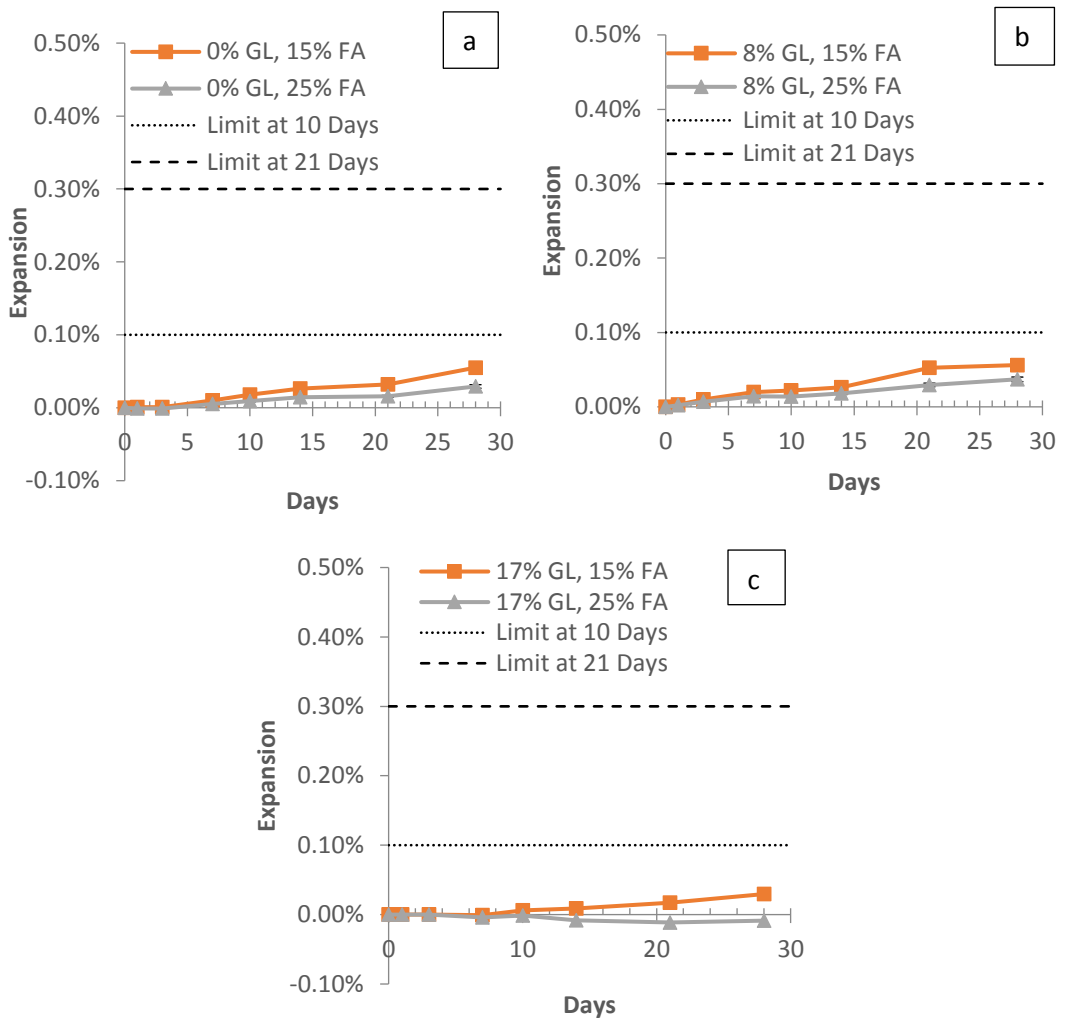 a
0.50%
0% GL, 15% FA
0% GL, 25% FA
0.40%
Limit at 10 Days
Limit at 21 Days
0.30%
0.20%
0.10%
0.00%
-0.10%
Expansion
0 5 10 15 20 25 30
Days
b
0.50%
8% GL, 15% FA
8% GL, 25% FA
0.40%
Limit at 10 Days
Limit at 21 Days
0.30%
0.20%
0.10%
0.00%
Expansion
0 5 10 15 20 25 30
Days
c
0.50%
17% GL, 15% FA
17% GL, 25% FA
0.40%
Limit at 10 Days
Limit at 21 Days
0.30%
0.20%
0.10%
0.00%
-0.10%
Expansion
0 10 20 30
Days